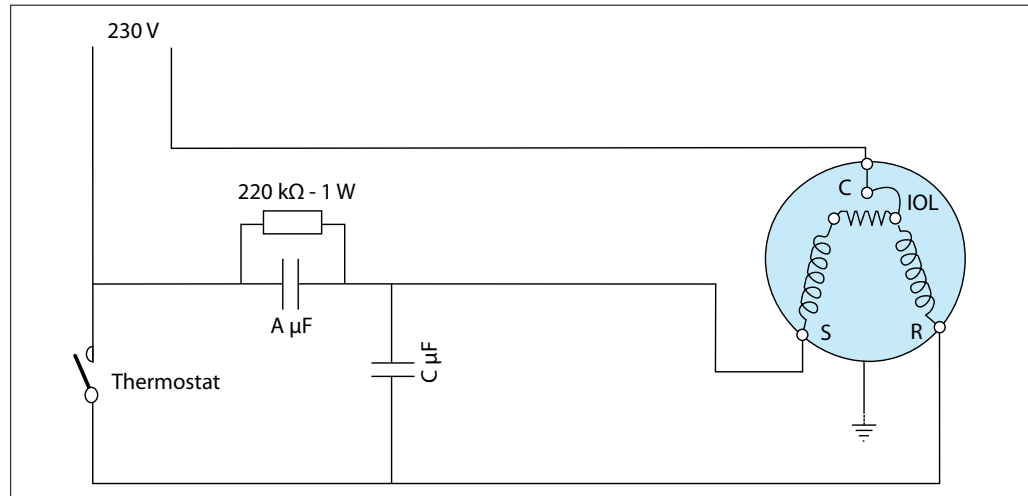 230 V
C
IOL
220 kΩ - 1 W
A µF
S
R
C µF
Thermostat